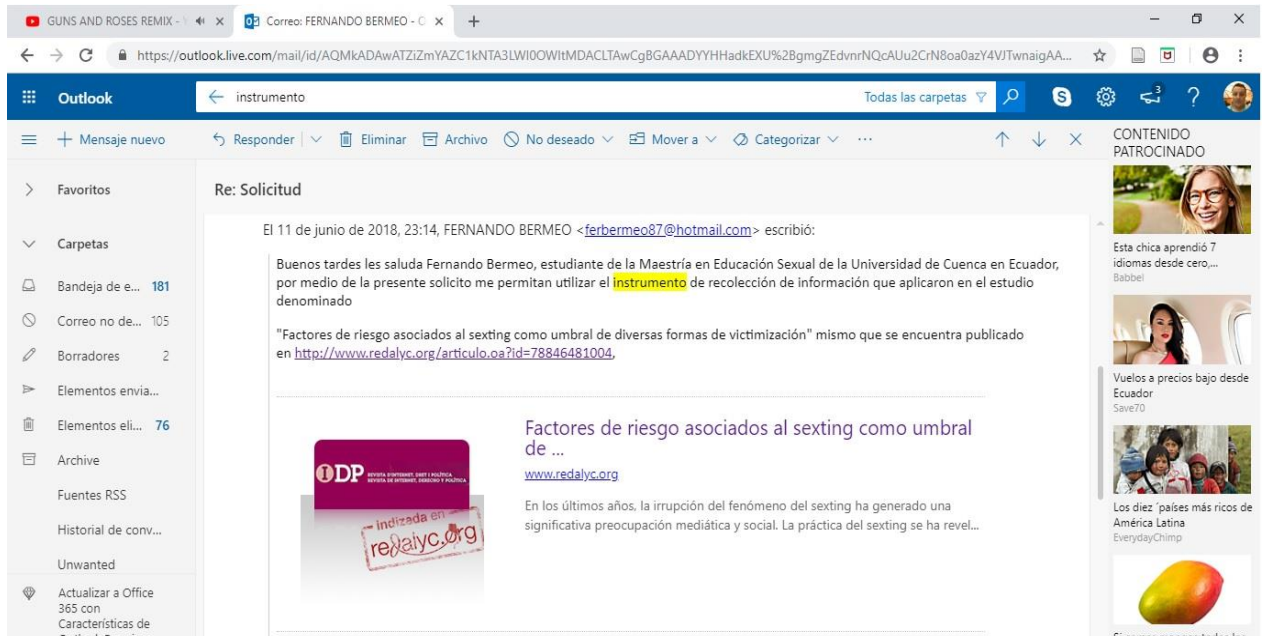 GUNS AND ROSES REMIX -
Correo: FERNANDO BERMEO - O
https://outlook.live.com/mail/id/AQMkADAwATZiZmYAZC1kNTA3LWI0OWItMDACLTAwCgBGAAADYYHHadkEXU%2BgmgZEdvnrNQcAUu2CrN8oa0azY4VJTwnaigAA...
Outlook
instrumento
Todas las carpetas
3
Mensaje nuevo
Responder
Eliminar
Archivo
No deseado
Mover a
Categorizar
Favoritos
Carpetas
Bandeja de e... 181
Correo no de... 105
Borradores 2
Elementos envia...
Elementos eli... 76
Archive
Fuentes RSS
Historial de conv...
Unwanted
Actualizar a Office
365 con
Características de
Re: Solicitud
El 11 de junio de 2018, 23:14, FERNANDO BERMEO <ferbermeo87@hotmail.com> escribió:
Buenos tardes les saluda Fernando Bermeo, estudiante de la Maestría en Educación Sexual de la Universidad de Cuenca en Ecuador,
por medio de la presente solicito me permitan utilizar el instrumento de recolección de información que aplicaron en el estudio
denominado
"Factores de riesgo asociados al sexting como umbral de diversas formas de victimización" mismo que se encuentra publicado
en http://www.redalyc.org/articulo.oa?id=78846481004,
IDP REVISTA D'INTERNET, DRET I POLÍTICA
REVISTA DE INTERNET, DERECHO Y POLÍTICA
Indizada en
redalyc.org
Factores de riesgo asociados al sexting como umbral
de ...
www.redalyc.org
En los últimos años, la irrupción del fenómeno del sexting ha generado una
significativa preocupación mediática y social. La práctica del sexting se ha revel...
CONTENIDO
PATROCINADO
Esta chica aprendió 7
idiomas desde cero,...
Babbel
Vuelos a precios bajo desde
Ecuador
Save70
Los diez ´países más ricos de
América Latina
EverydayChimp